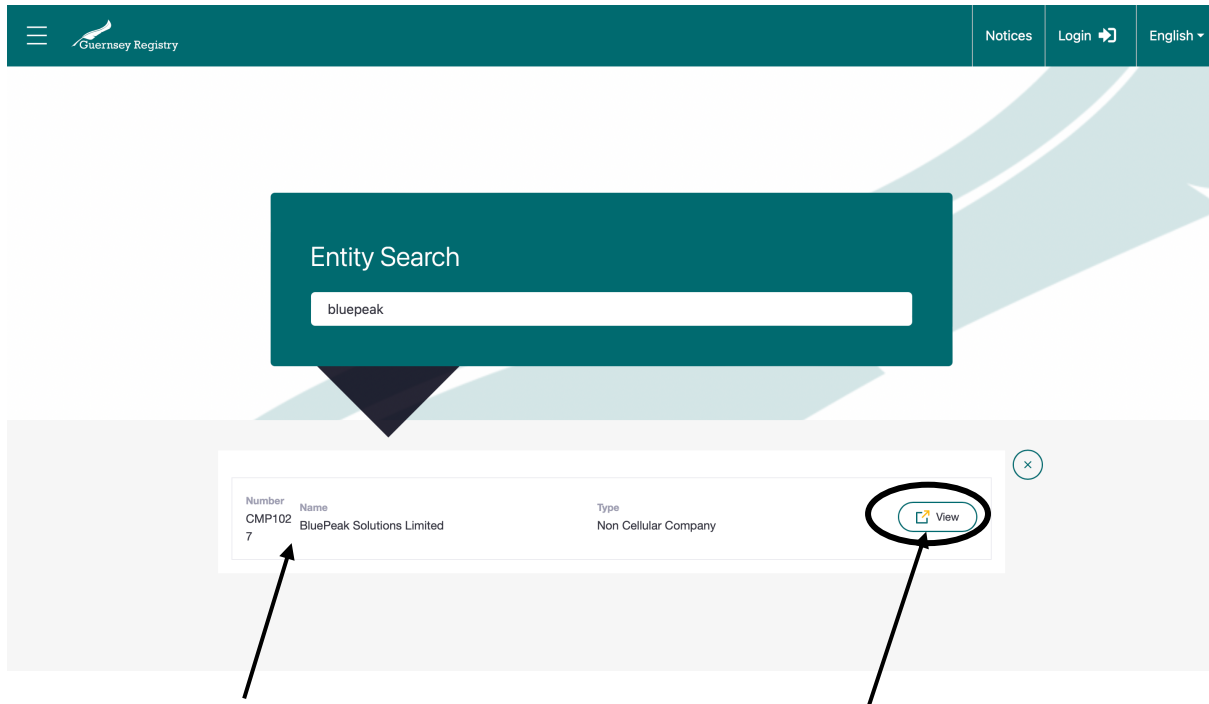 Guernsey Registry
Notices
Login
English
Entity Search
bluepeak
Number
Name
Type
CMP102
7
BluePeak Solutions Limited
Non Cellular Company
View